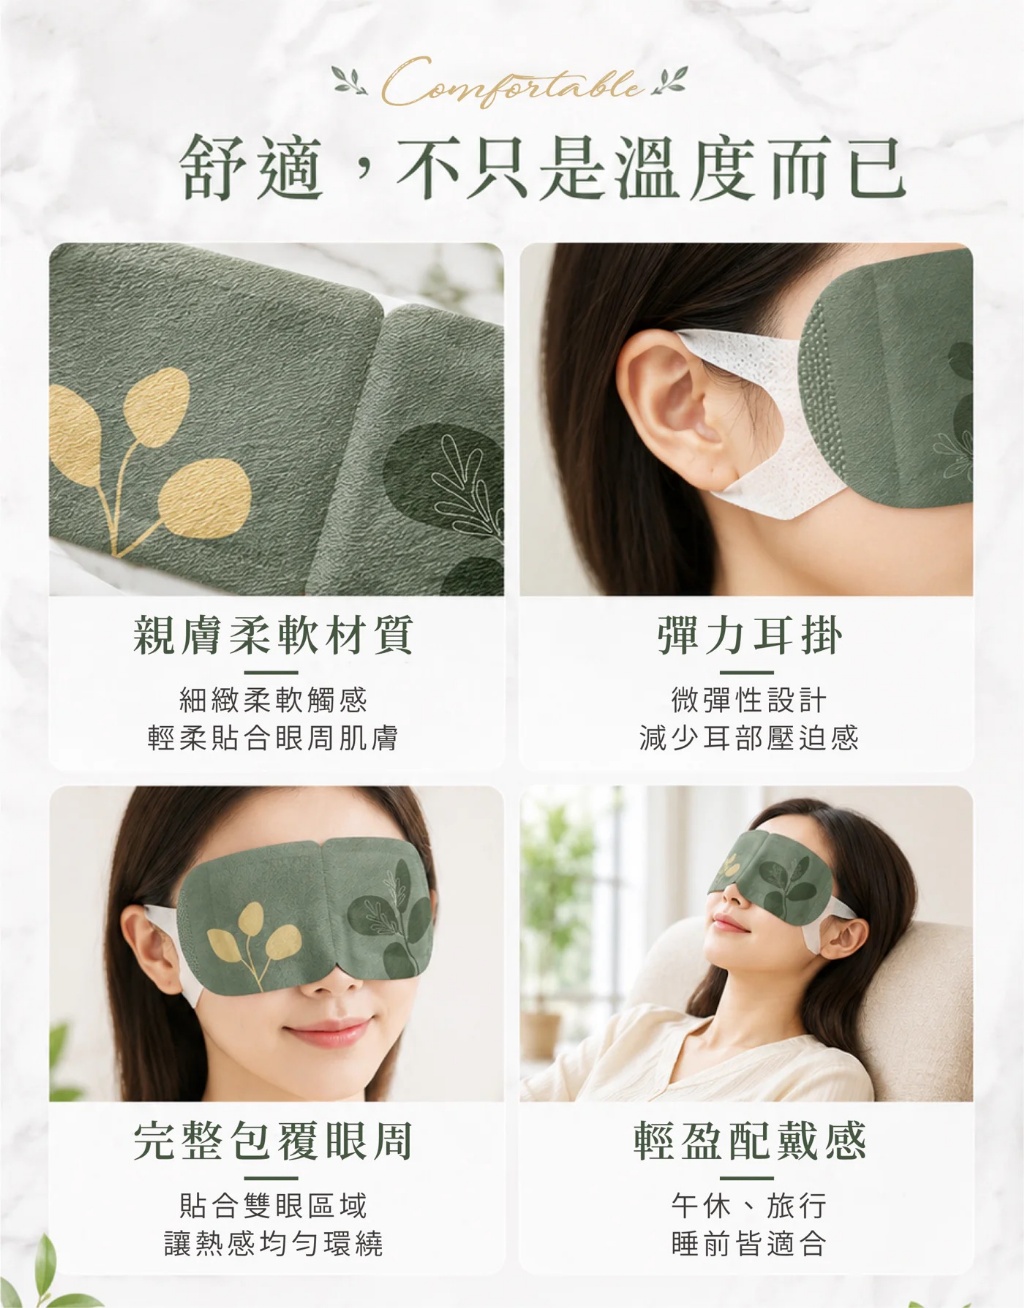 Comfortable
舒適，不只是溫度而已
親膚柔軟材質
細緻柔軟觸感
輕柔貼合眼周肌膚
彈力耳掛
微彈性設計
減少耳部壓迫感
完整包覆眼周
貼合雙眼區域
讓熱感均勻環繞
輕盈配戴感
午休、旅行
睡前皆適合